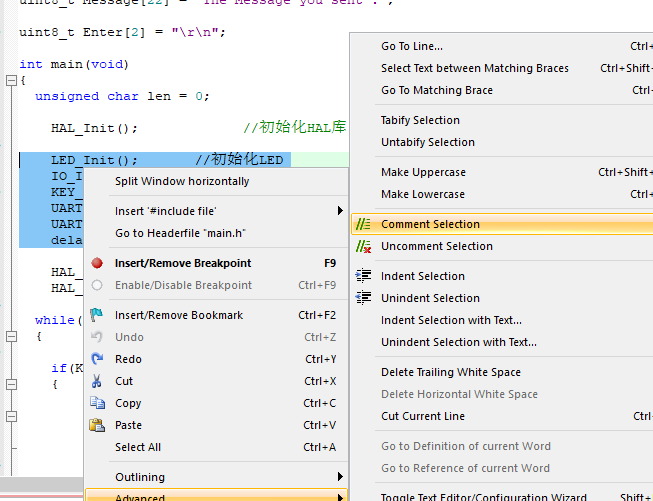 uint8_t Message[22] = "The Message you sent:";
uint8_t Enter[2] = "\r\n";
int main(void)
{
unsigned char len = 0;
HAL_Init(); //初始化HAL库
LED_Init(); //初始化LED
IO_I
KEY_
UART
UART
dela
HAL_
HAL_
while(
{
if(K
{
Split Window horizontally
Insert '#include file'
Go to Headerfile "main.h"
Insert/Remove Breakpoint F9
Enable/Disable Breakpoint Ctrl+F9
Insert/Remove Bookmark Ctrl+F2
Undo Ctrl+Z
Redo Ctrl+Y
Cut Ctrl+X
Copy Ctrl+C
Paste Ctrl+V
Select All Ctrl+A
Outlining
Advanced
Go To Line... Ctrl+
Select Text between Matching Braces Ctrl+Shift+
Go To Matching Brace Ctrl+
Tabify Selection
Untabify Selection
Make Uppercase Ctrl+Shift+
Make Lowercase Ctrl+
Comment Selection
Uncomment Selection
Indent Selection
Unindent Selection
Indent Selection with Text...
Unindent Selection with Text...
Delete Trailing White Space
Delete Horizontal White Space
Cut Current Line Ctrl+
Go to Definition of current Word
Go to Reference of current Word
Toggle Text Editor/Configuration Wizard Shift+